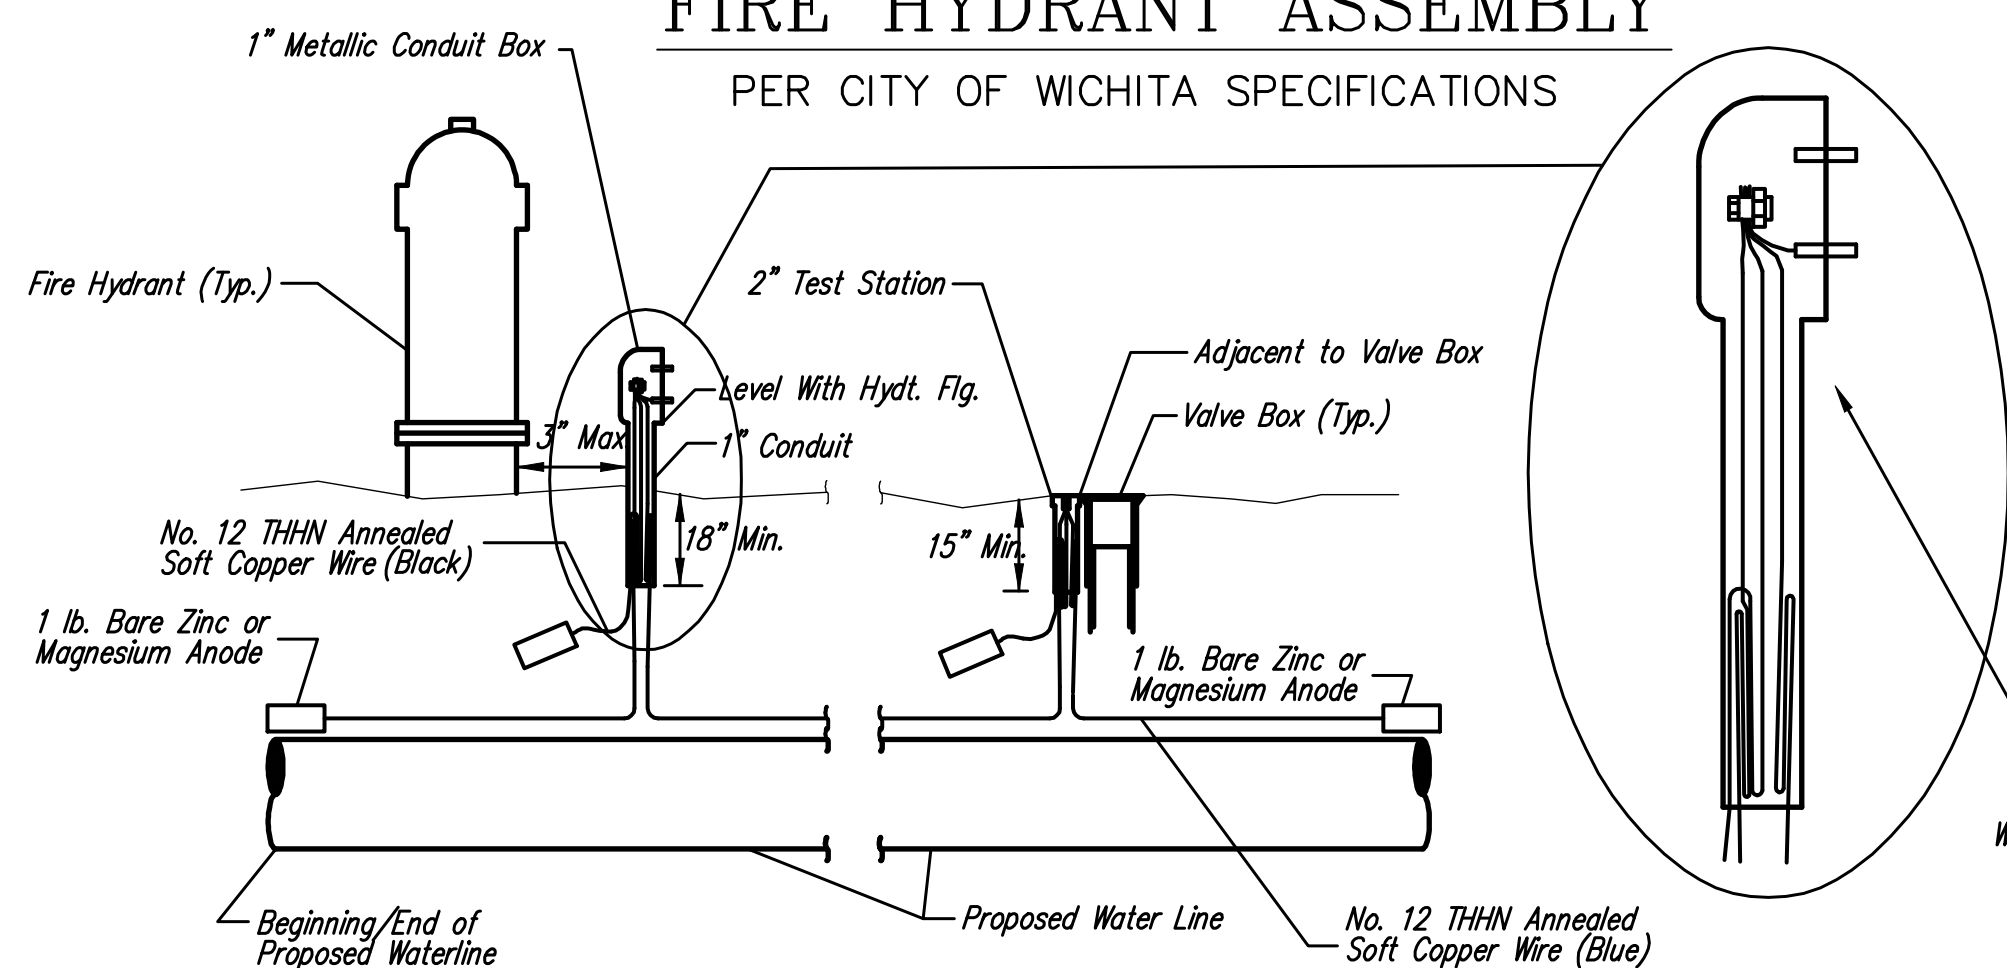 FIRE HYDRANT ASSEMBLY
PER CITY OF WICHITA SPECIFICATIONS
1" Metallic Conduit Box
Fire Hydrant (Typ.)
2" Test Station
Adjacent to Valve Box
Level With Hydt. Flg.
Valve Box (Typ.)
3" Max
1" Conduit
No. 12 THHN Annealed
Soft Copper Wire (Black)
18" Min.
15" Min.
1 lb. Bare Zinc or
Magnesium Anode
1 lb. Bare Zinc or
Magnesium Anode
Beginning/End of
Proposed Waterline
Proposed Water Line
No. 12 THHN Annealed
Soft Copper Wire (Blue)